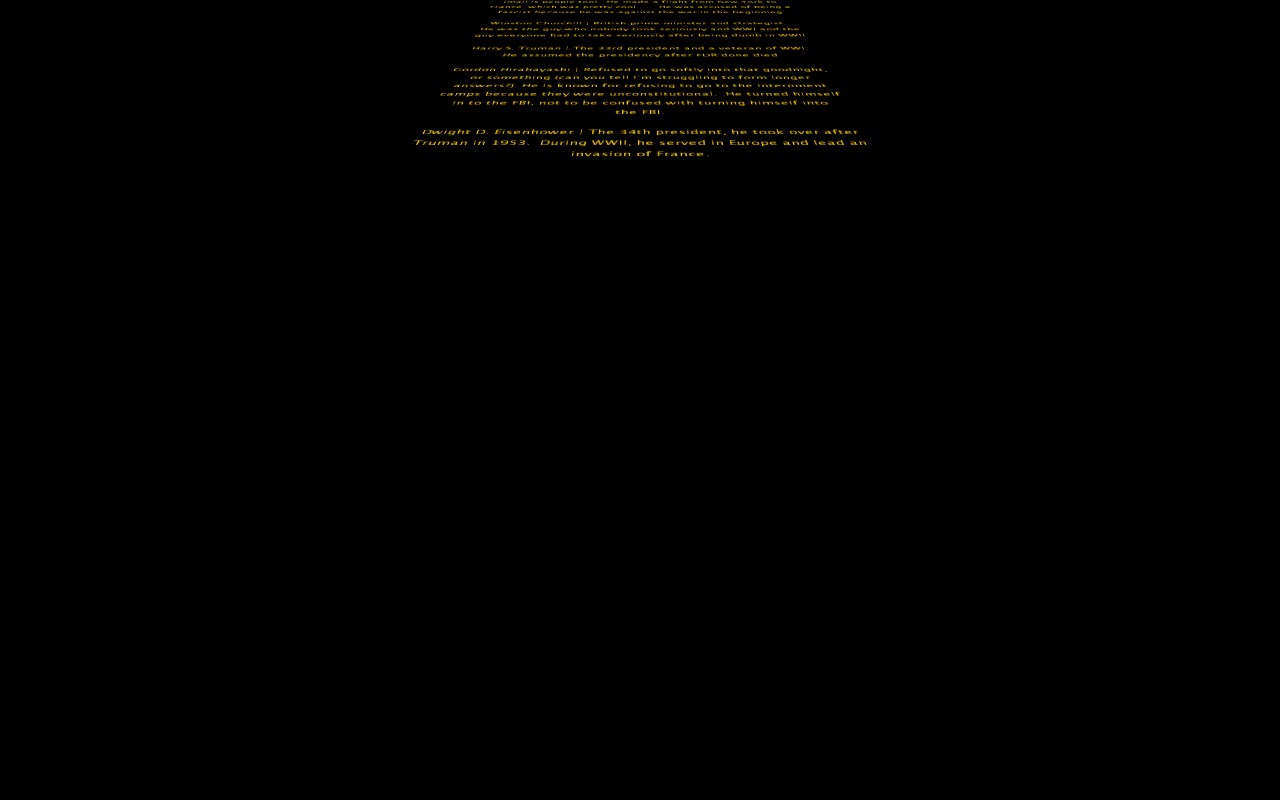 (mail is people too). He made a flight from New York to
France, which was pretty cool. He was accused of being a
Fascist because he was against the war in the beginning.
Winston Churchill | British prime minister and strategist.
He was the guy who nobody took seriously and WWI and the
guy everyone had to take seriously after being dumb in WWII.
Harry S. Truman | The 33rd president and a veteran of WWI.
He assumed the presidency after FDR done died.
Gordon Hirabayashi | Refused to go softly into that goodnight,
or something (can you tell I'm struggling to form longer
answers?) He is known for refusing to go to the internment
camps because they were unconstitutional. He turned himself
in to the FBI, not to be confused with turning himself into
the FBI.
Dwight D. Eisenhower | The 34th president, he took over after
Truman in 1953. During WWII, he served in Europe and lead an
invasion of France.